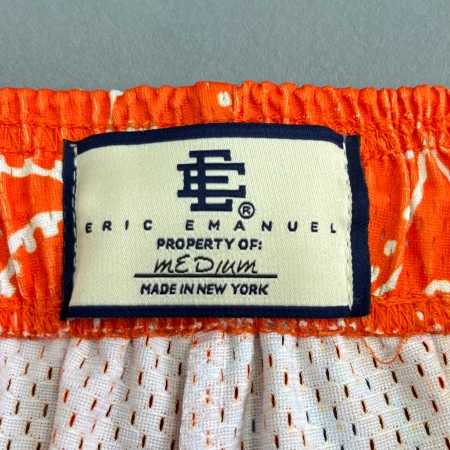 EE®
ERIC EMANUEL
PROPERTY OF:
MEDIUM
MADE IN NEW YORK